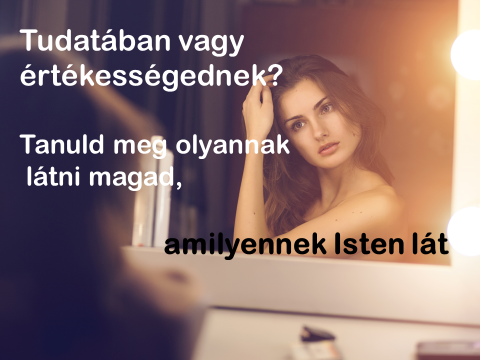 Tudatában vagy
értékességednek?
Tanuld meg olyannak
látni magad,
amilyennek Isten lát